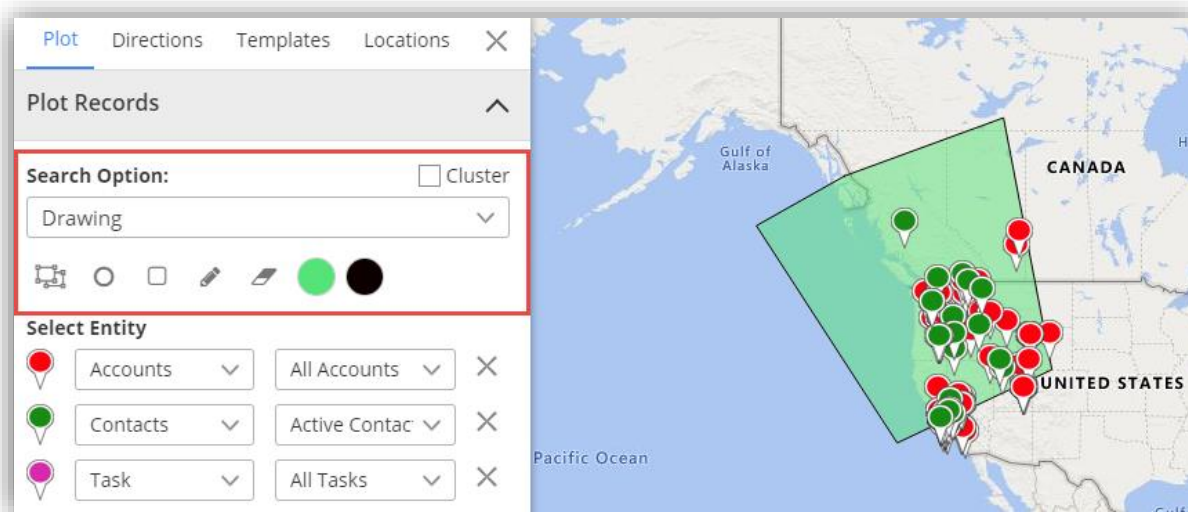 Plot Directions Templates Locations
Plot Records
Search Option: Cluster
Drawing
Select Entity
Accounts All Accounts
Contacts Active Contac
Task All Tasks
Gulf of
Alaska
CANADA
H
UNITED STATES
Pacific Ocean
Gulf